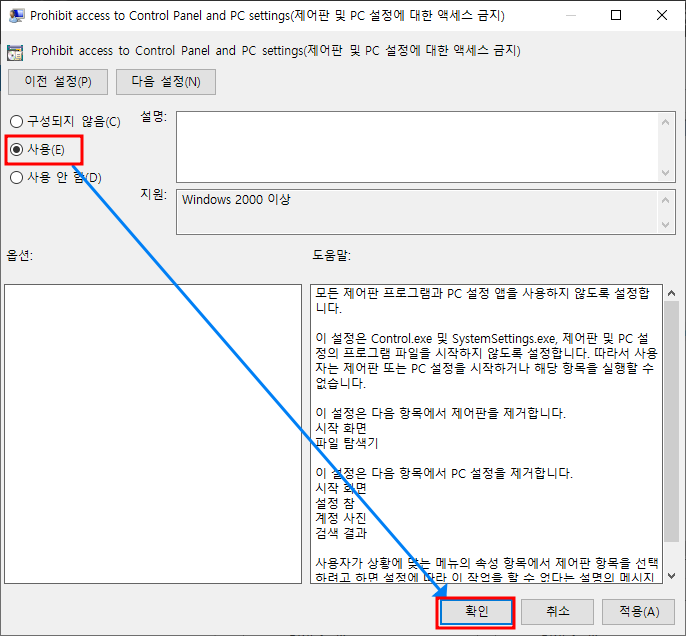 Prohibit access to Control Panel and PC settings(제어판 및 PC 설정에 대한 액세스 금지)
Prohibit access to Control Panel and PC settings(제어판 및 PC 설정에 대한 액세스 금지)
이전 설정(P)
다음 설정(N)
구성되지 않음(C)
설명:
사용(E)
사용 안 함(D)
지원:
Windows 2000 이상
옵션:
도움말:
모든 제어판 프로그램과 PC 설정 앱을 사용하지 않도록 설정합
니다.
이 설정은 Control.exe 및 SystemSettings.exe, 제어판 및 PC 설
정의 프로그램 파일을 시작하지 않도록 설정합니다. 따라서 사용
자는 제어판 또는 PC 설정을 시작하거나 해당 항목을 실행할 수
없습니다.
이 설정은 다음 항목에서 제어판을 제거합니다.
시작 화면
파일 탐색기
이 설정은 다음 항목에서 PC 설정을 제거합니다.
시작 화면
설정 참
계정 사진
검색 결과
사용자가 상황에 맞는 메뉴의 속성 항목에서 제어판 항목을 선택
하려고 하면 설정에 따라 이 작업을 할 수 없다는 설명의 메시지
확인
취소
적용(A)